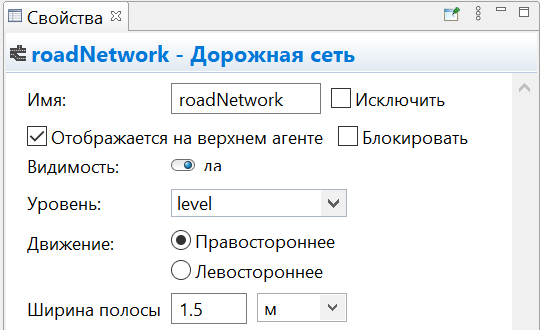 Свойства
roadNetwork - Дорожная сеть
Имя: roadNetwork Исключить
Отображается на верхнем агенте Блокировать
Видимость: да
Уровень: level
Движение: Правостороннее
Левостороннее
Ширина полосы 1.5 м